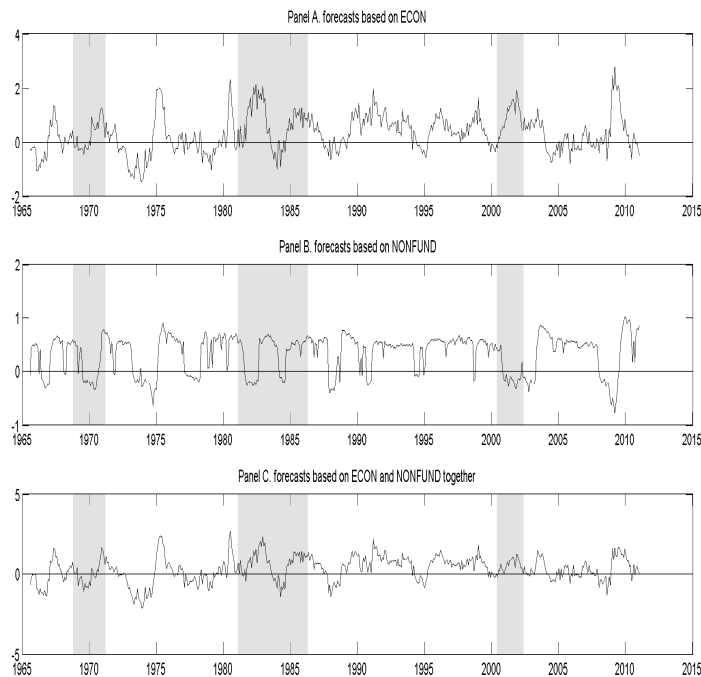 Panel A. forecasts based on ECON
4
2
0
-2
1965 1970 1975 1980 1985 1990 1995 2000 2005 2010 2015
Panel B. forecasts based on NONFUND
2
1
0
-1
1965 1970 1975 1980 1985 1990 1995 2000 2005 2010 2015
Panel C. forecasts based on ECON and NONFUND together
5
0
-5
1965 1970 1975 1980 1985 1990 1995 2000 2005 2010 2015